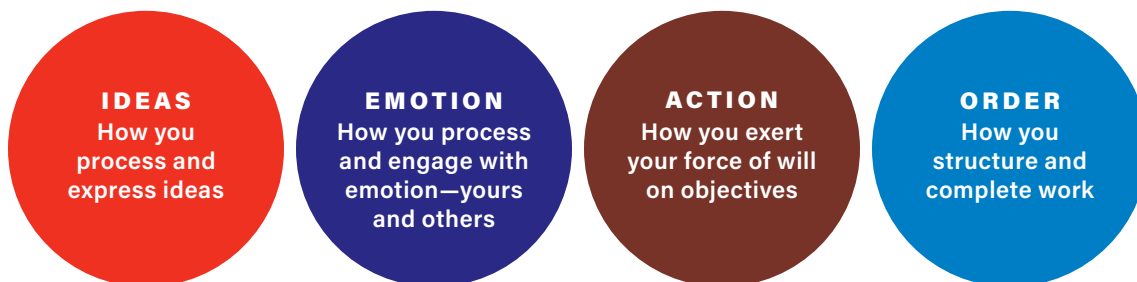 IDEAS
How you
process and
express ideas
EMOTION
How you process
and engage with
emotion—yours
and others
ACTION
How you exert
your force of will
on objectives
ORDER
How you
structure and
complete work